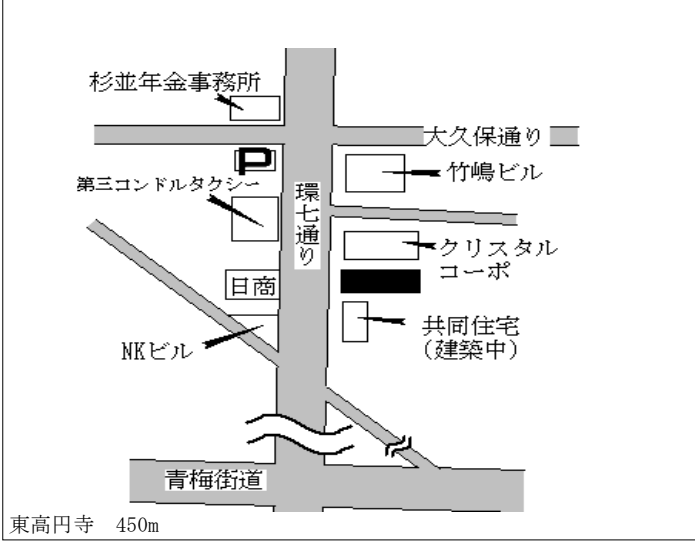 杉並年金事務所
大久保通り
P
竹嶋ビル
第三コンドルタクシー
環七通り
クリスタル
コーポ
日商
共同住宅
(建築中)
NKビル
青梅街道
東高円寺　450m